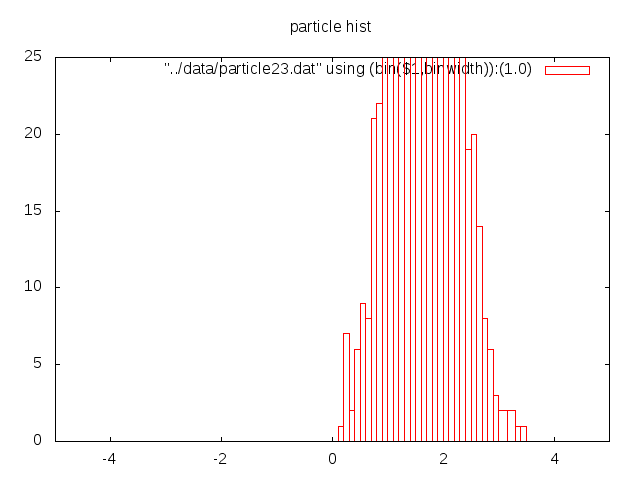 particle hist
"../data/particle23.dat" using (bin($1,binwidth)):(1.0)
25
20
15
10
5
0
-4 -2 0 2 4